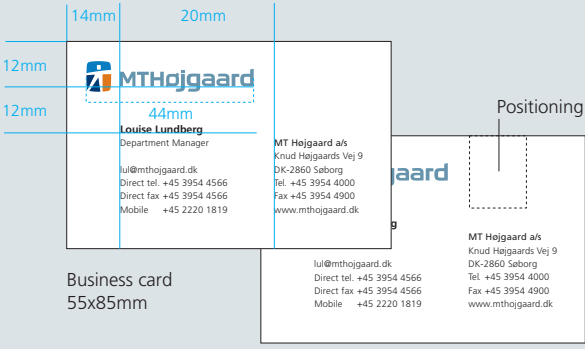 14mm
20mm
12mm
12mm
MTHøjgaard
44mm
Louise Lundberg
Department Manager
lul@mthojgaard.dk
Direct tel. +45 3954 4566
Direct fax +45 3954 4566
Mobile +45 2220 1819
MT Højgaard a/s
Knud Højgaards Vej 9
DK-2860 Søborg
Tel. +45 3954 4000
Fax +45 3954 4900
www.mthojgaard.dk
Positioning
jaard
g
lul@mthojgaard.dk
Direct tel. +45 3954 4566
Direct fax +45 3954 4566
Mobile +45 2220 1819
MT Højgaard a/s
Knud Højgaards Vej 9
DK-2860 Søborg
Tel. +45 3954 4000
Fax +45 3954 4900
www.mthojgaard.dk
Business card
55x85mm